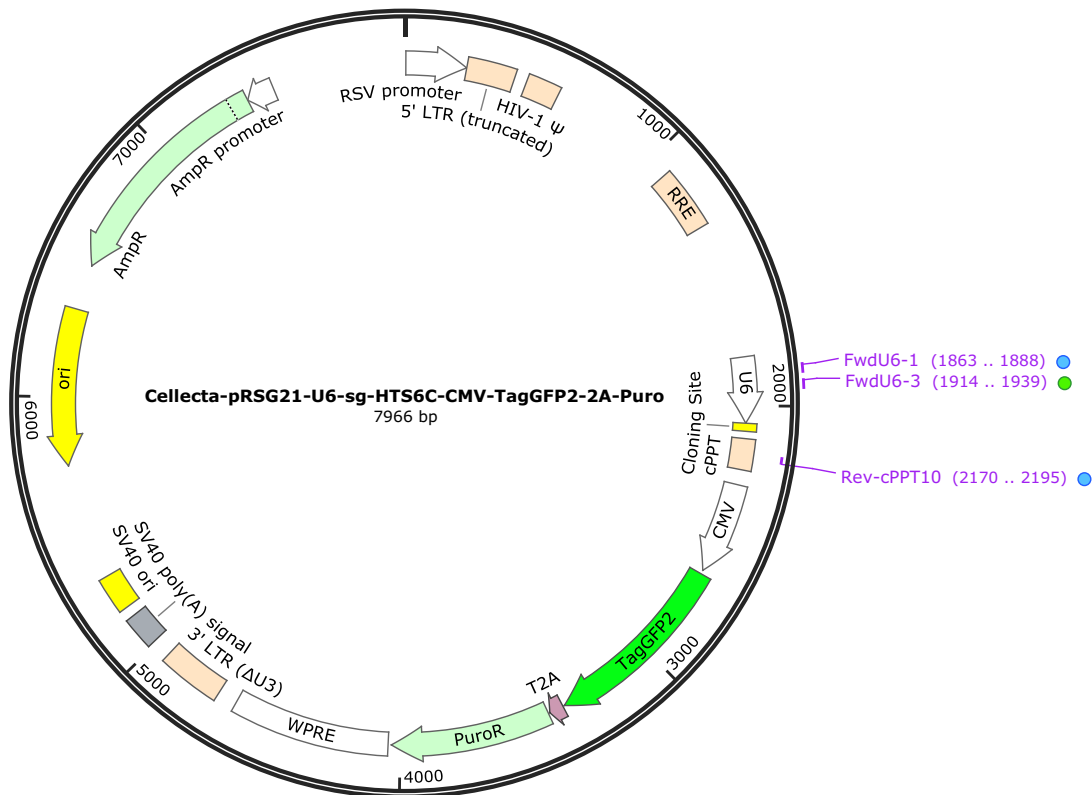 RSV promoter
5' LTR (truncated)
HIV-1 Ψ
1000
RRE
FwdU6-1 (1863 .. 1888)
FwdU6-3 (1914 .. 1939)
2000
U6
Cloning Site
cPPT
Rev-cPPT10 (2170 .. 2195)
CMV
TagGFP2
3000
T2A
PuroR
4000
WPRE
3' LTR (ΔU3)
5000
SV40 poly(A) signal
SV40 ori
6000
ori
AmpR
7000
AmpR promoter
Cellecta-pRSG21-U6-sg-HTS6C-CMV-TagGFP2-2A-Puro
7966 bp